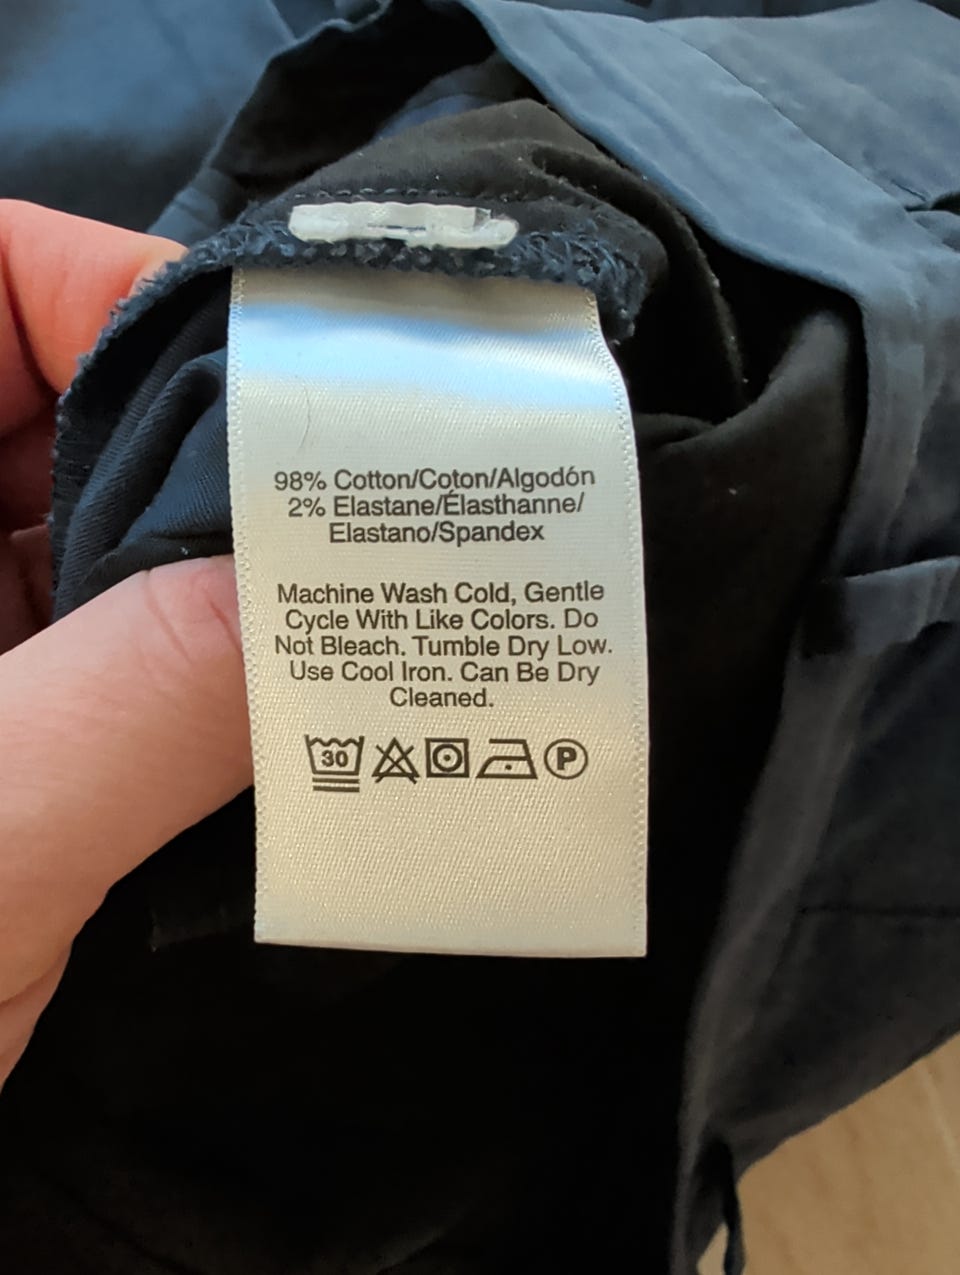 98% Cotton/Coton/Algodón
2% Elastane/Élasthanne/
Elastano/Spandex
Machine Wash Cold, Gentle
Cycle With Like Colors. Do
Not Bleach. Tumble Dry Low.
Use Cool Iron. Can Be Dry
Cleaned.
30 P